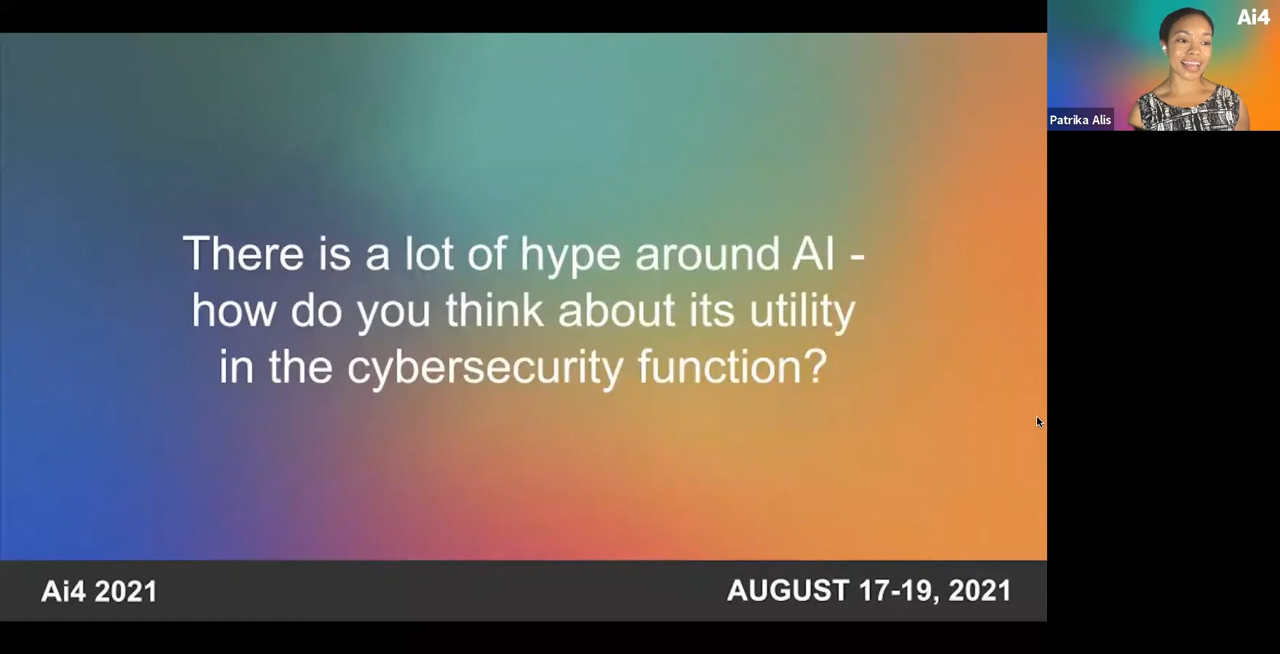 There is a lot of hype around AI -
how do you think about its utility
in the cybersecurity function?
Ai4 2021
AUGUST 17-19, 2021
Ai4
Patrika Alis